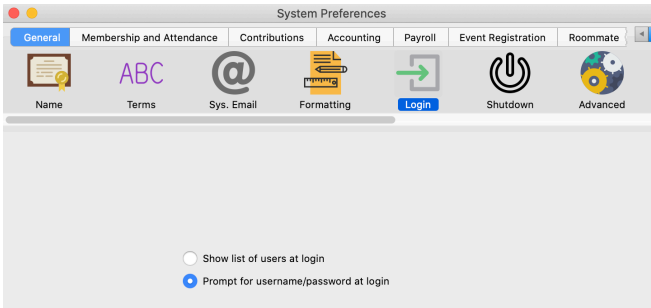 System Preferences
General Membership and Attendance Contributions Accounting Payroll Event Registration Roommate
ABC @
Name Terms Sys. Email Formatting Login Shutdown Advanced
Show list of users at login
Prompt for username/password at login